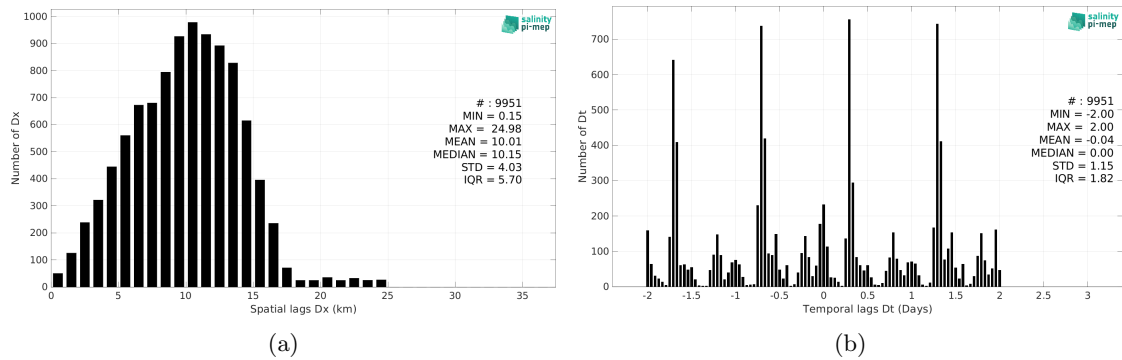 salinity
pi-mep
1000
900
800
700
600
500
400
300
200
100
0
Number of Dx
# : 9951
MIN = 0.15
MAX = 24.98
MEAN = 10.01
MEDIAN = 10.15
STD = 4.03
IQR = 5.70
0 5 10 15 20 25 30 35
Spatial lags Dx (km)
(a)
salinity
pi-mep
700
600
500
400
300
200
100
0
Number of Dt
# : 9951
MIN = -2.00
MAX = 2.00
MEAN = -0.04
MEDIAN = 0.00
STD = 1.15
IQR = 1.82
-2 -1.5 -1 -0.5 0 0.5 1 1.5 2 2.5 3
Temporal lags Dt (Days)
(b)